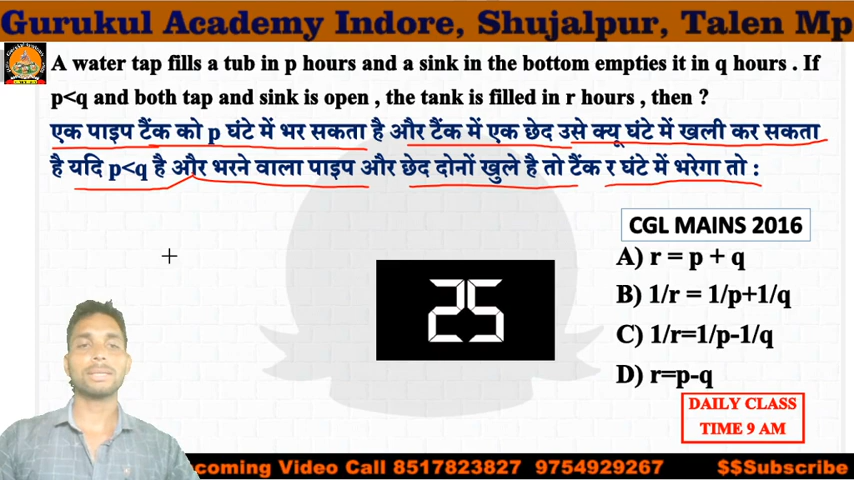 Gurukul Academy Indore, Shujalpur, Talen Mp
A water tap fills a tub in p hours and a sink in the bottom empties it in q hours . If
p<q and both tap and sink is open , the tank is filled in r hours , then ?
एक पाइप टैंक को p घंटे में भर सकता है और टैंक में एक छेद उसे क्यू घंटे में खली कर सकता
है यदि p<q है और भरने वाला पाइप और छेद दोनों खुले है तो टैंक र घंटे में भरेगा तो :
CGL MAINS 2016
A) r = p + q
B) 1/r = 1/p+1/q
C) 1/r=1/p-1/q
D) r=p-q
25
DAILY CLASS
TIME 9 AM
coming Video Call 8517823827 9754929267 $$Subscribe